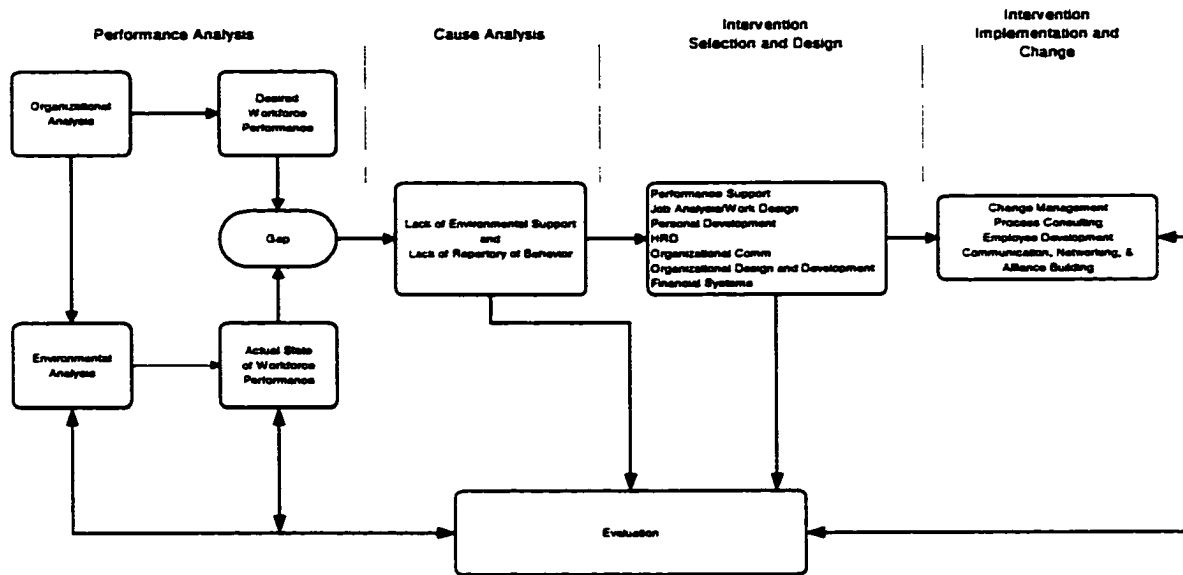 Performance Analysis
Cause Analysis
Intervention
Selection and Design
Intervention
Implementation and
Change
Organizational
Analysis
Desired
Workforce
Performance
Gap
Environmental
Analysis
Actual State
of Workforce
Performance
Lack of Environmental Support
and
Lack of Repertory of Behavior
Performance Support
Job Analysis/Work Design
Personal Development
HRD
Organizational Comm
Organizational Design and Development
Financial Systems
Change Management
Process Consulting
Employee Development
Communication, Networking, &
Alliance Building
Evaluation